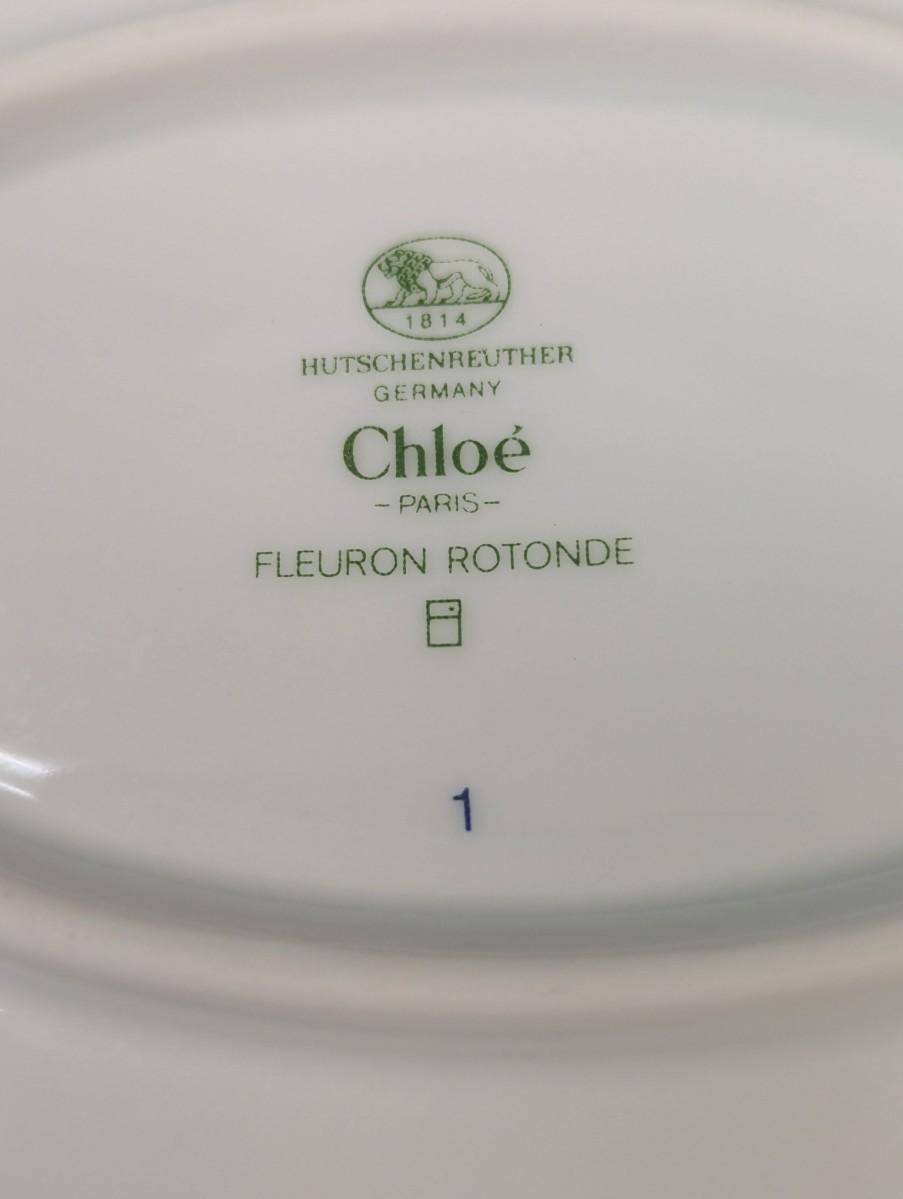 1814
HUTSCHENREUTHER
GERMANY
Chloé
-PARIS-
FLEURON ROTONDE
1